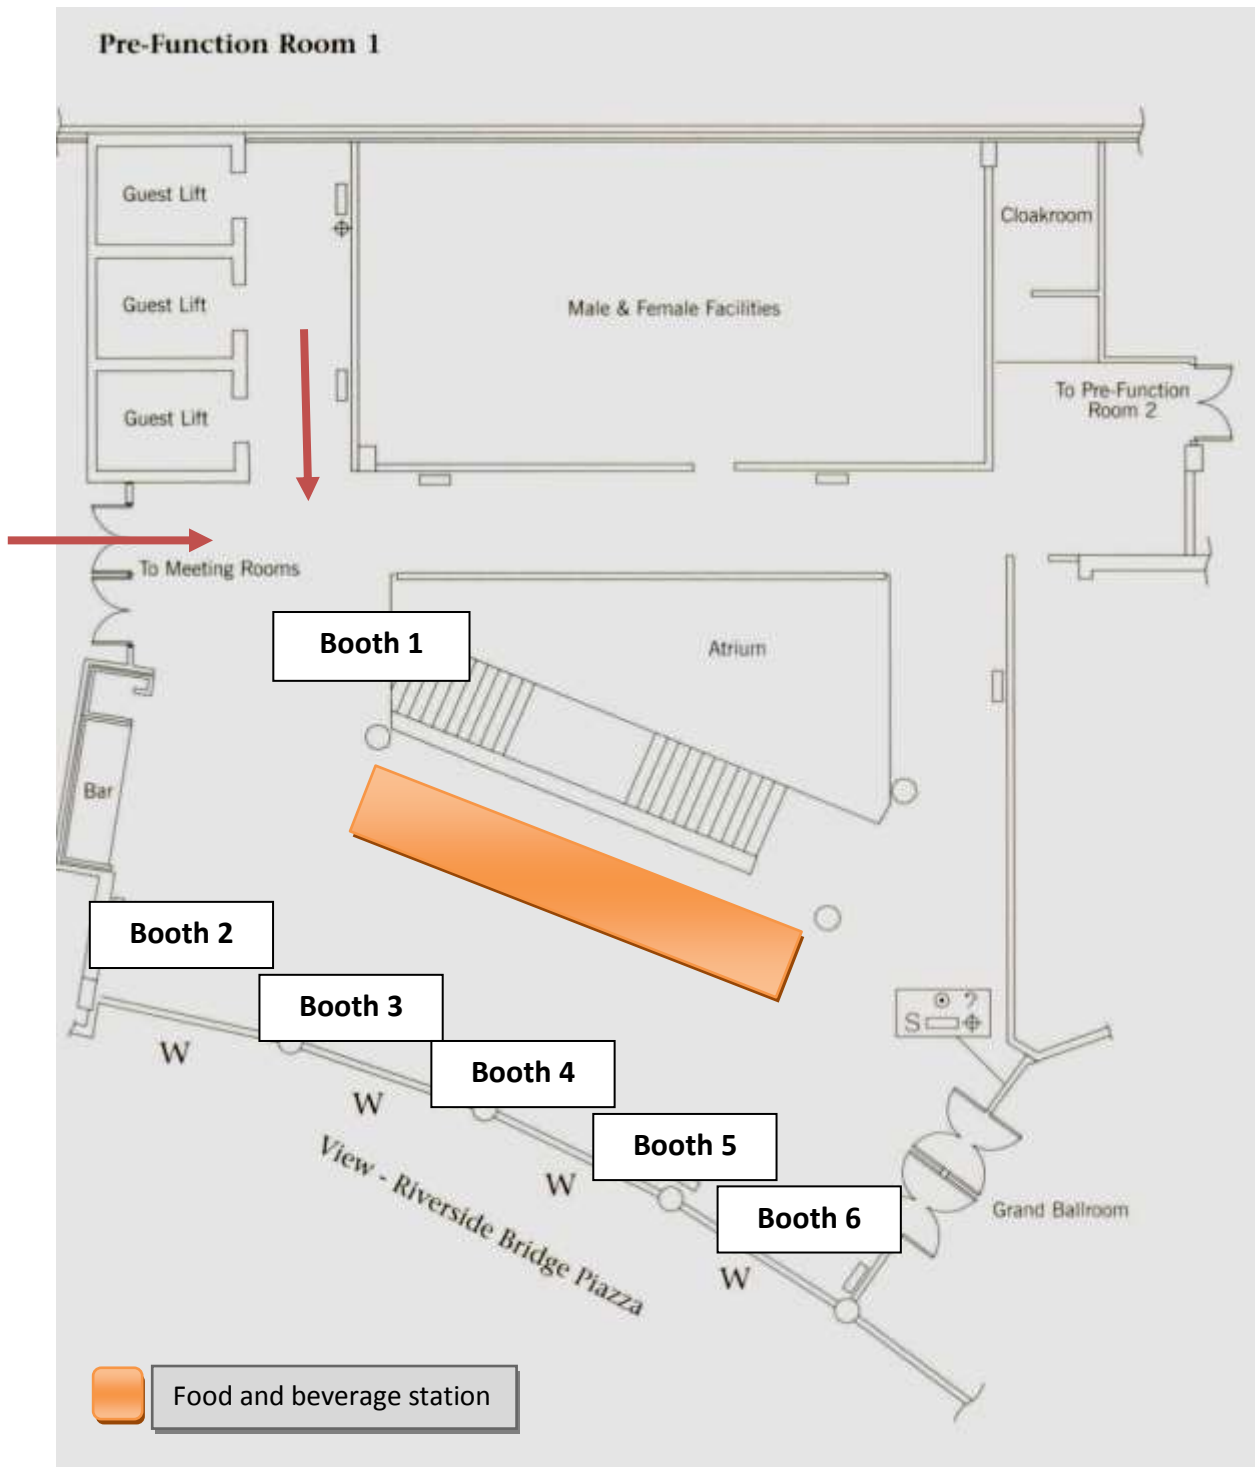 Pre-Function Room 1
Guest Lift
Cloakroom
Guest Lift
Male & Female Facilities
Guest Lift
To Pre-Function
Room 2
To Meeting Rooms
Booth 1
Atrium
Bar
Booth 2
Booth 3
?
S
W
Booth 4
W
Booth 5
View - Riverside Bridge Piazza
W
Booth 6
Grand Ballroom
W
Food and beverage station